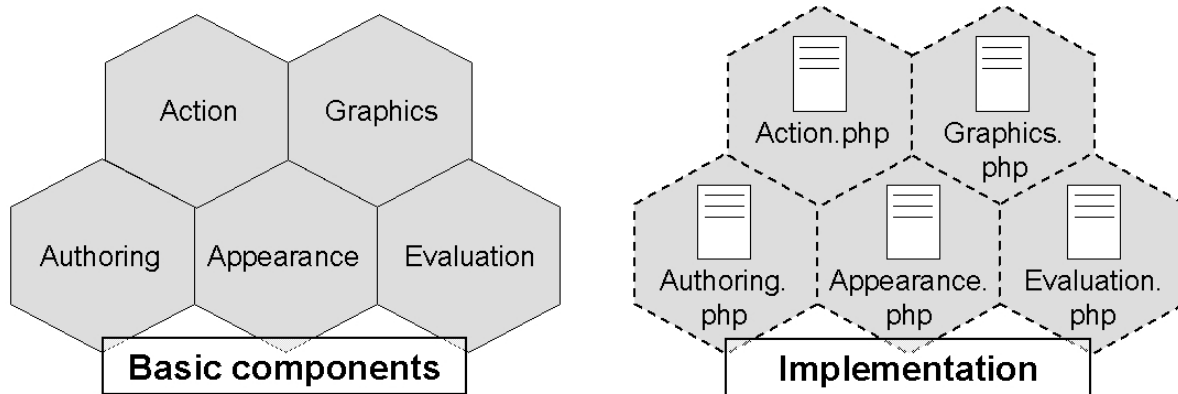 Action
Graphics
Authoring
Appearance
Evaluation
Basic components
Action.php
Graphics.
php
Authoring.
php
Appearance.
php
Evaluation.
php
Implementation